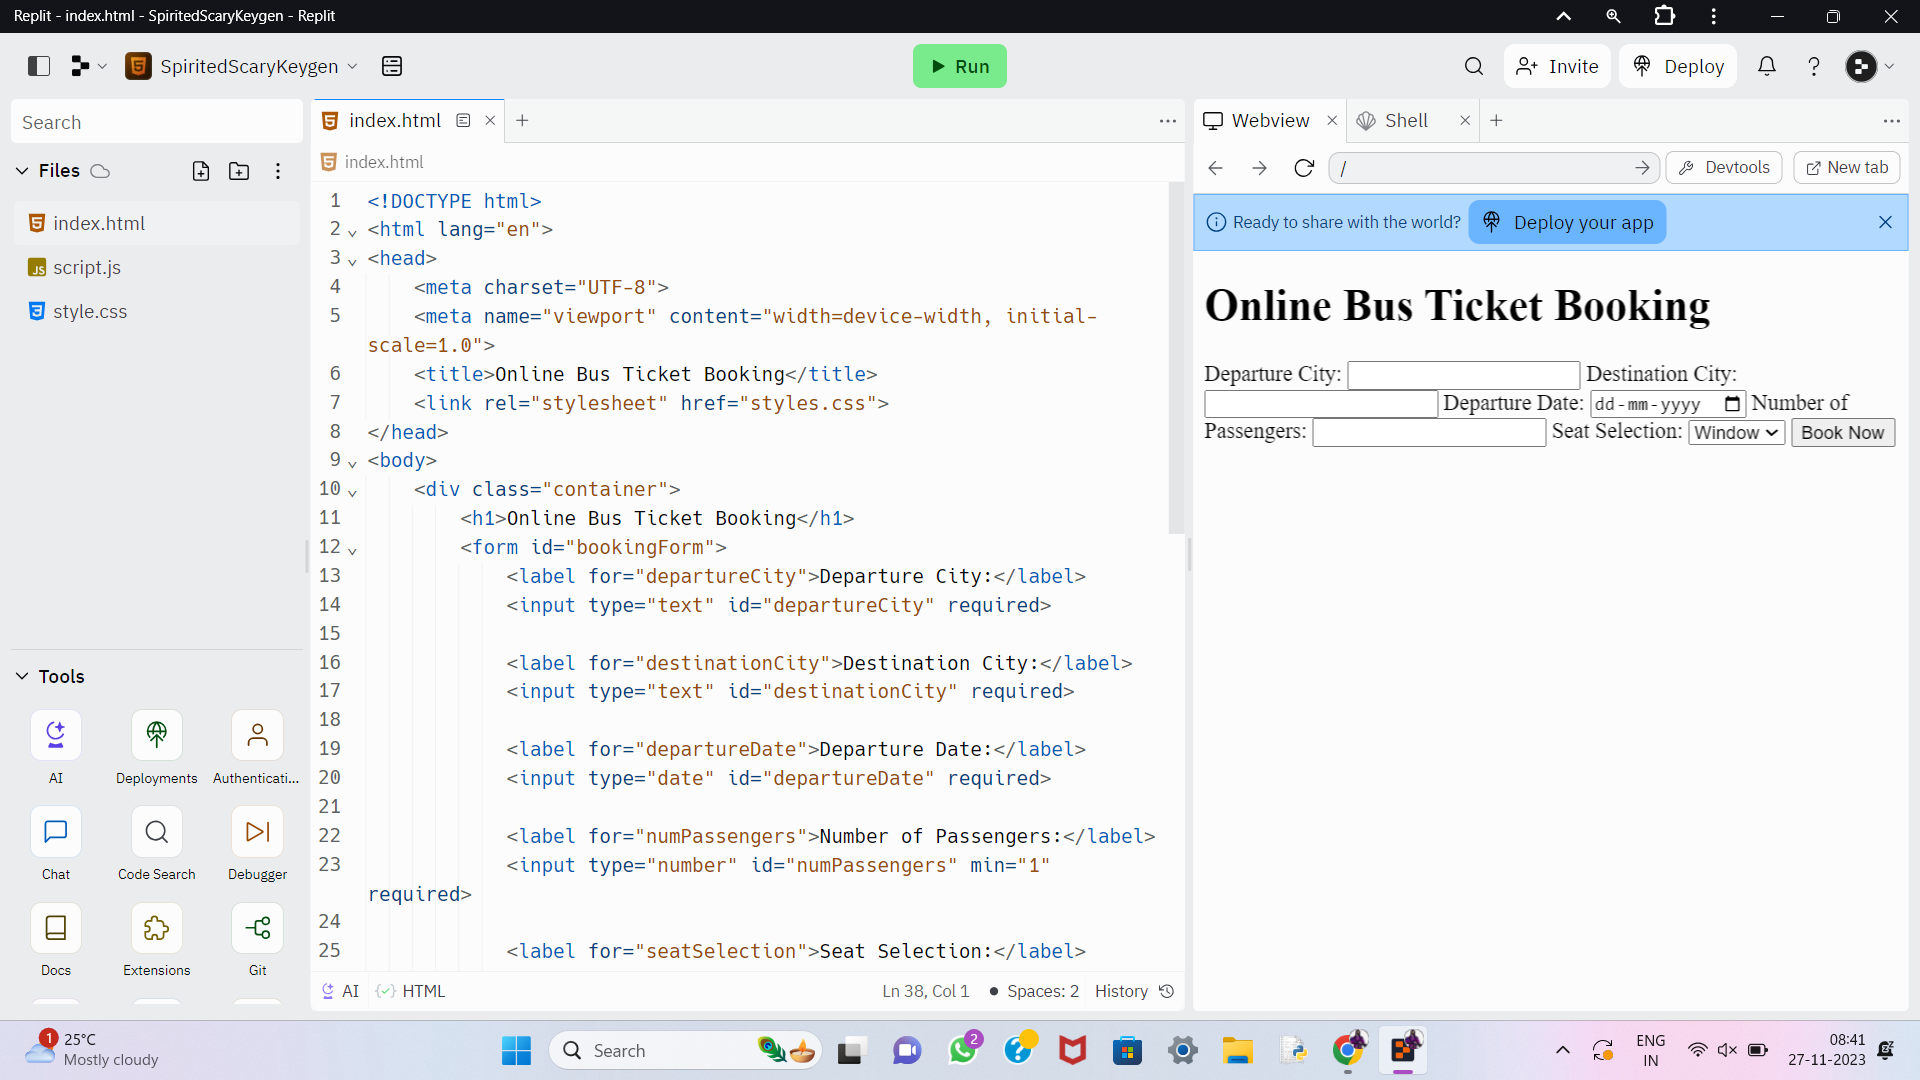 Replit - index.html - SpiritedScaryKeygen - Replit
SpiritedScaryKeygen
Run
Invite
Deploy
Search
Files
index.html
script.js
style.css
Tools
AI
Deployments
Authenticati...
Chat
Code Search
Debugger
Docs
Extensions
Git
index.html
index.html
1 <!DOCTYPE html>
2 <html lang="en">
3 <head>
4 <meta charset="UTF-8">
5 <meta name="viewport" content="width=device-width, initial-
scale=1.0">
6 <title>Online Bus Ticket Booking</title>
7 <link rel="stylesheet" href="styles.css">
8 </head>
9 <body>
10 <div class="container">
11 <h1>Online Bus Ticket Booking</h1>
12 <form id="bookingForm">
13 <label for="departureCity">Departure City:</label>
14 <input type="text" id="departureCity" required>
15
16 <label for="destinationCity">Destination City:</label>
17 <input type="text" id="destinationCity" required>
18
19 <label for="departureDate">Departure Date:</label>
20 <input type="date" id="departureDate" required>
21
22 <label for="numPassengers">Number of Passengers:</label>
23 <input type="number" id="numPassengers" min="1"
required>
24
25 <label for="seatSelection">Seat Selection:</label>
AI
HTML
Ln 38, Col 1
Spaces: 2
History
Webview
Shell
/
Devtools
New tab
Ready to share with the world?
Deploy your app
Online Bus Ticket Booking
Departure City: Destination City:
Departure Date: dd-mm-yyyy Number of
Passengers: Seat Selection: Window Book Now
1
25°C
Mostly cloudy
Search
2
ENG
IN
08:41
27-11-2023